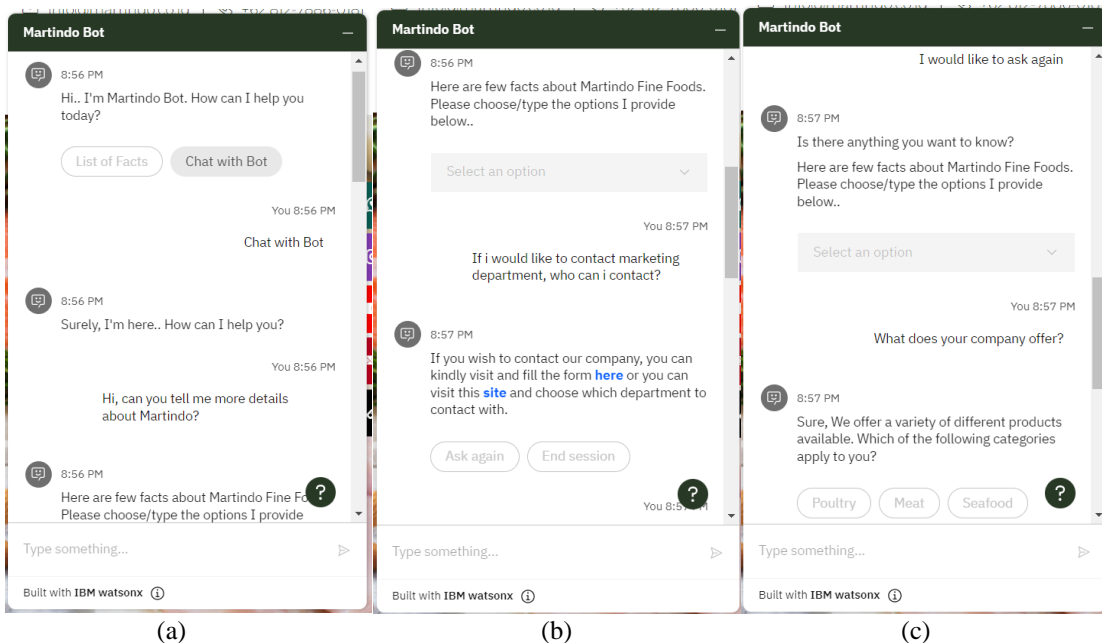 Martindo Bot
8:56 PM
Hi.. I'm Martindo Bot. How can I help you
today?
List of Facts
Chat with Bot
You 8:56 PM
Chat with Bot
8:56 PM
Surely, I'm here.. How can I help you?
You 8:56 PM
Hi, can you tell me more details
about Martindo?
8:56 PM
Here are few facts about Martindo Fine
Please choose/type the options I provide
?
Type something...
Built with IBM watsonx
(a)
Martindo Bot
8:56 PM
Here are few facts about Martindo Fine Foods.
Please choose/type the options I provide
below..
Select an option
You 8:57 PM
If i would like to contact marketing
department, who can i contact?
8:57 PM
If you wish to contact our company, you can
kindly visit and fill the form here or you can
visit this site and choose which department to
contact with.
Ask again
End session
You
?
Type something...
Built with IBM watsonx
(b)
Martindo Bot
I would like to ask again
8:57 PM
Is there anything you want to know?
Here are few facts about Martindo Fine Foods.
Please choose/type the options I provide
below..
Select an option
You 8:57 PM
What does your company offer?
8:57 PM
Sure, We offer a variety of different products
available. Which of the following categories
apply to you?
Poultry
Meat
Seafood
?
Type something...
Built with IBM watsonx
(c)